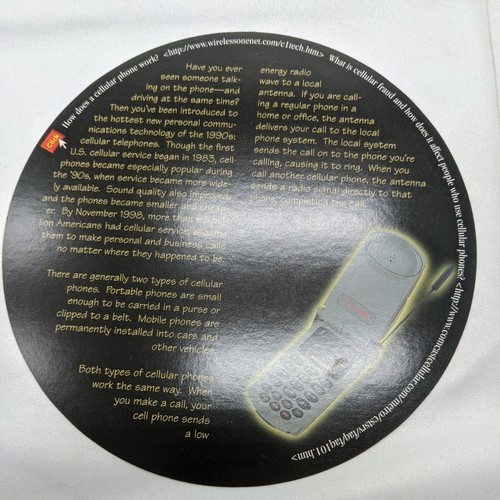 How does a cellular phone work? <http://www.wirelessonenet.com/c1tech.htm> What is cellular fraud and how does it affect people who use cellular phones? <http://www.comcastcellular.com/metro/cstsrv/faq/faq101.htm>
Click
Have you ever
seen someone talk-
ing on the phone—and
driving at the same time?
Then you've been introduced to
the hottest new personal commu-
nications technology of the 1990s:
cellular telephones. Though the first
U.S. cellular service began in 1983, cell
phones became especially popular during
the '90s, when service became more wide-
ly available. Sound quality also improved,
and the phones became smaller and
er. By November 1998, more than
lion Americans had cellular service,
them to make personal and business calls
no matter where they happened to be.
There are generally two types of cellular
phones. Portable phones are small
enough to be carried in a purse or
clipped to a belt. Mobile phones are
permanently installed into cars and
other vehicles.
Both types of cellular phones
work the same way. When
you make a call, your
cell phone sends
a low
energy radio
wave to a local
antenna. If you are call-
ing a regular phone in a
home or office, the antenna
delivers your call to the local
phone system. The local system
sends the call on to the phone you're
calling, causing it to ring. When you
call another cellular phone, the antenna
sends a radio signal directly to that
phone, completing the call.